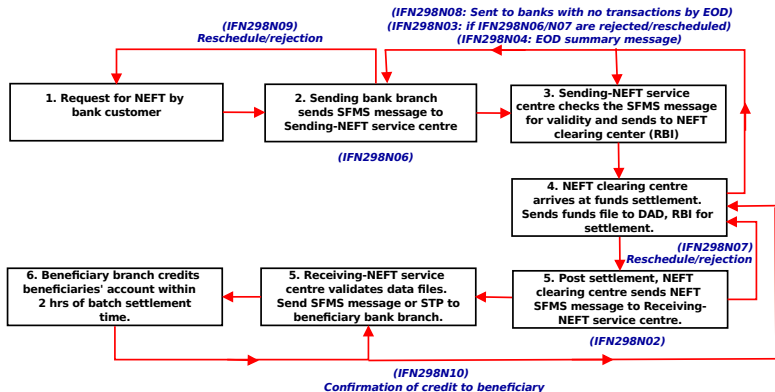 (IFN298N09)
Reschedule/rejection
(IFN298N08: Sent to banks with no transactions by EOD)
(IFN298N03: if IFN298N06/N07 are rejected/rescheduled)
(IFN298N04: EOD summary message)
1. Request for NEFT by
bank customer
2. Sending bank branch
sends SFMS message to
Sending-NEFT service centre
(IFN298N06)
3. Sending-NEFT service
centre checks the SFMS message
for validity and sends to NEFT
clearing center (RBI)
4. NEFT clearing centre
arrives at funds settlement.
Sends funds file to DAD, RBI for
settlement.
(IFN298N07)
Reschedule/rejection
5. Post settlement, NEFT
clearing centre sends NEFT
SFMS message to Receiving-
NEFT service centre.
(IFN298N02)
5. Receiving-NEFT service
centre validates data files.
Send SFMS message or STP to
beneficiary bank branch.
6. Beneficiary branch credits
beneficiaries' account within
2 hrs of batch settlement
time.
(IFN298N10)
Confirmation of credit to beneficiary